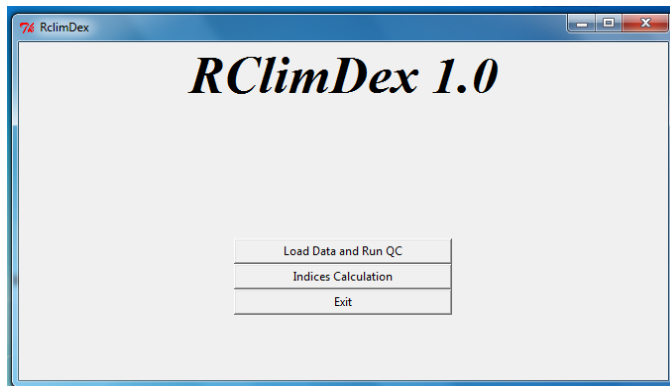 RclimDex
RClimDex 1.0
Load Data and Run QC
Indices Calculation
Exit